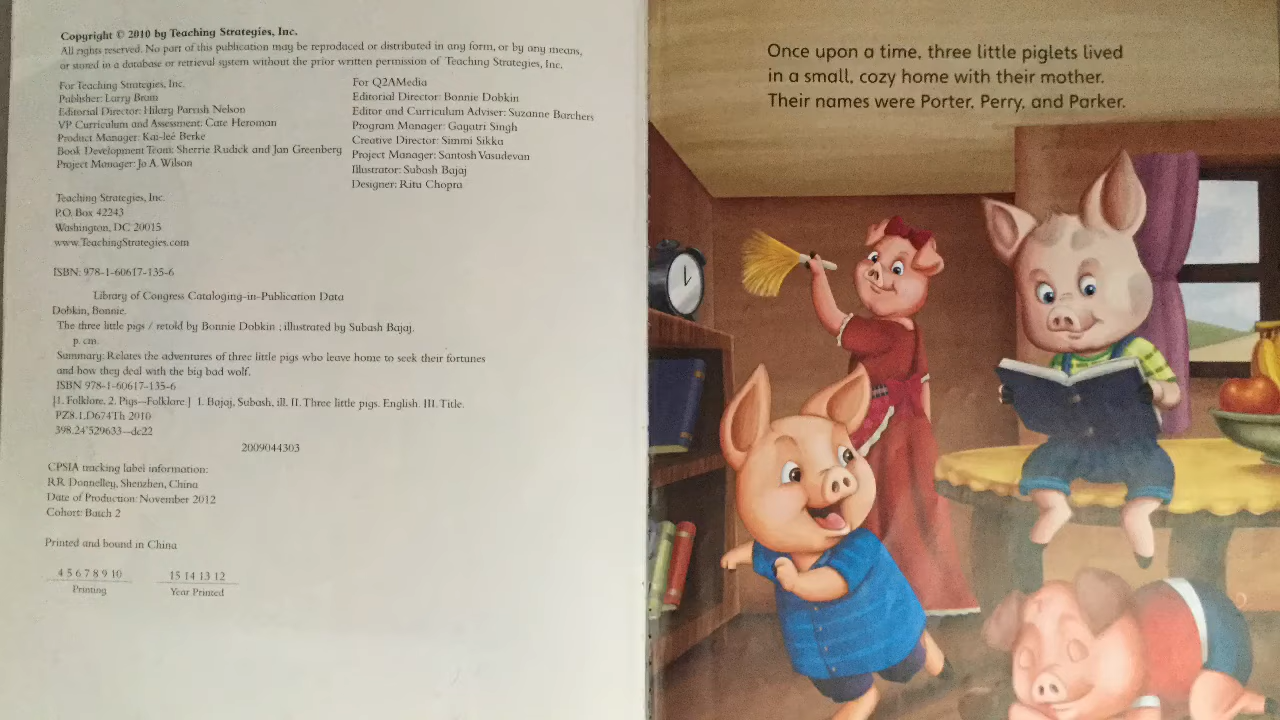 Copyright © 2010 by Teaching Strategies, Inc.
All rights reserved. No part of this publication may be reproduced or distributed in any form, or by any means,
or stored in a database or retrieval system without the prior written permission of Teaching Strategies, Inc.
For Teaching Strategies, Inc.
Publisher: Larry Bram
Editorial Director: Hilary Parrish Nelson
VP Curriculum and Assessment: Cate Heroman
Product Manager: Kai-leé Berke
Book Development Team: Sherrie Rudick and Jan Greenberg
Project Manager: Jo A. Wilson
For Q2AMedia
Editorial Director: Bonnie Dobkin
Editor and Curriculum Adviser: Suzanne Barchers
Program Manager: Gayatri Singh
Creative Director: Simmi Sikka
Project Manager: Santosh Vasudevan
Illustrator: Subash Bajaj
Designer: Ritu Chopra
Teaching Strategies, Inc.
P.O. Box 42243
Washington, DC 20015
www.TeachingStrategies.com
ISBN: 978-1-60617-135-6
Library of Congress Cataloging-in-Publication Data
Dobkin, Bonnie.
The three little pigs / retold by Bonnie Dobkin ; illustrated by Subash Bajaj.
p. cm.
Summary: Relates the adventures of three little pigs who leave home to seek their fortunes
and how they deal with the big bad wolf.
ISBN 978-1-60617-135-6
[1. Folklore. 2. Pigs--Folklore ] I. Bajaj, Subash, ill. II. Three little pigs. English. III. Title.
PZ8.1.D674Th 2010
398.24'529633--dc22
2009044303
CPSIA tracking label information:
RR Donnelley, Shenzhen, China
Date of Production: November 2012
Cohort: Batch 2
Printed and bound in China
4 5 6 7 8 9 10
Printing
15 14 13 12
Year Printed
Once upon a time, three little piglets lived
in a small, cozy home with their mother.
Their names were Porter, Perry, and Parker.